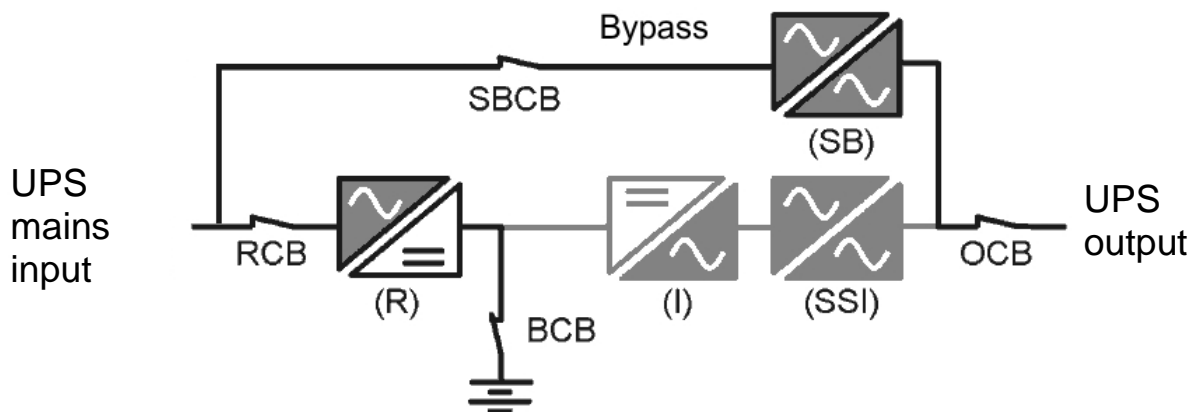 Bypass
SBCB
(SB)
UPS
mains
input
RCB
(R)
BCB
(I)
(SSI)
OCB
UPS
output